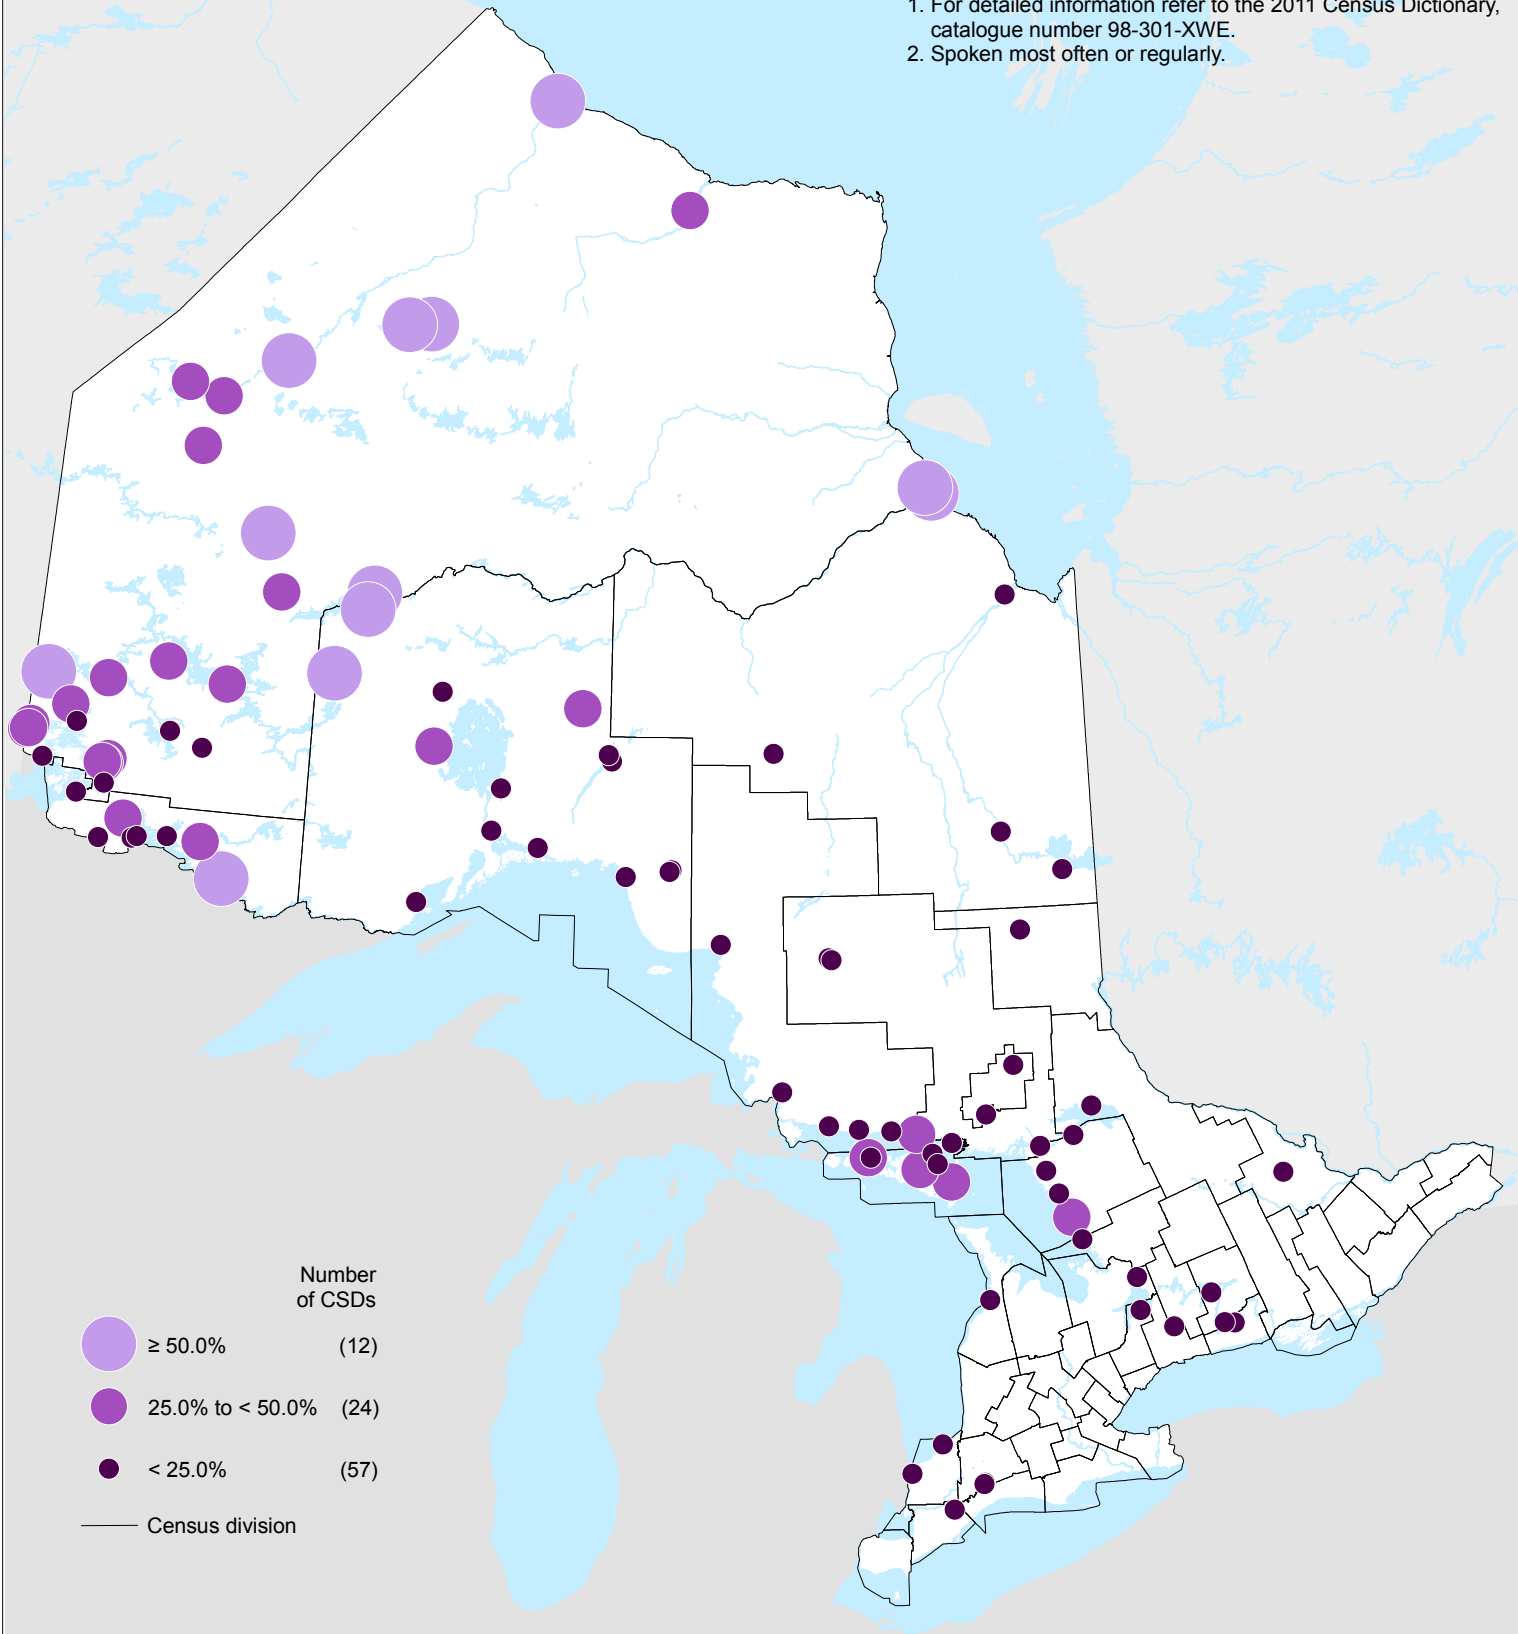 1. For detailed information refer to the 2011 Census Dictionary,
catalogue number 98-301-XWE.
2. Spoken most often or regularly.
Number
of CSDs
≥ 50.0% (12)
25.0% to < 50.0% (24)
< 25.0% (57)
Census division